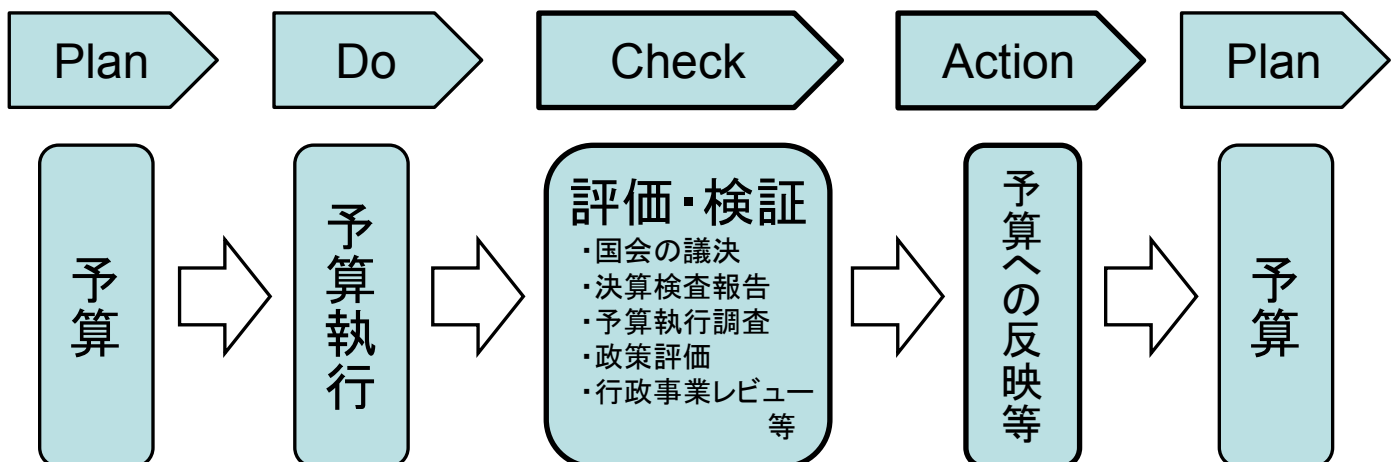 Plan
Do
Check
Action
Plan
予算
予算執行
評価・検証
・国会の議決
・決算検査報告
・予算執行調査
・政策評価
・行政事業レビュー
等
予算への反映等
予算